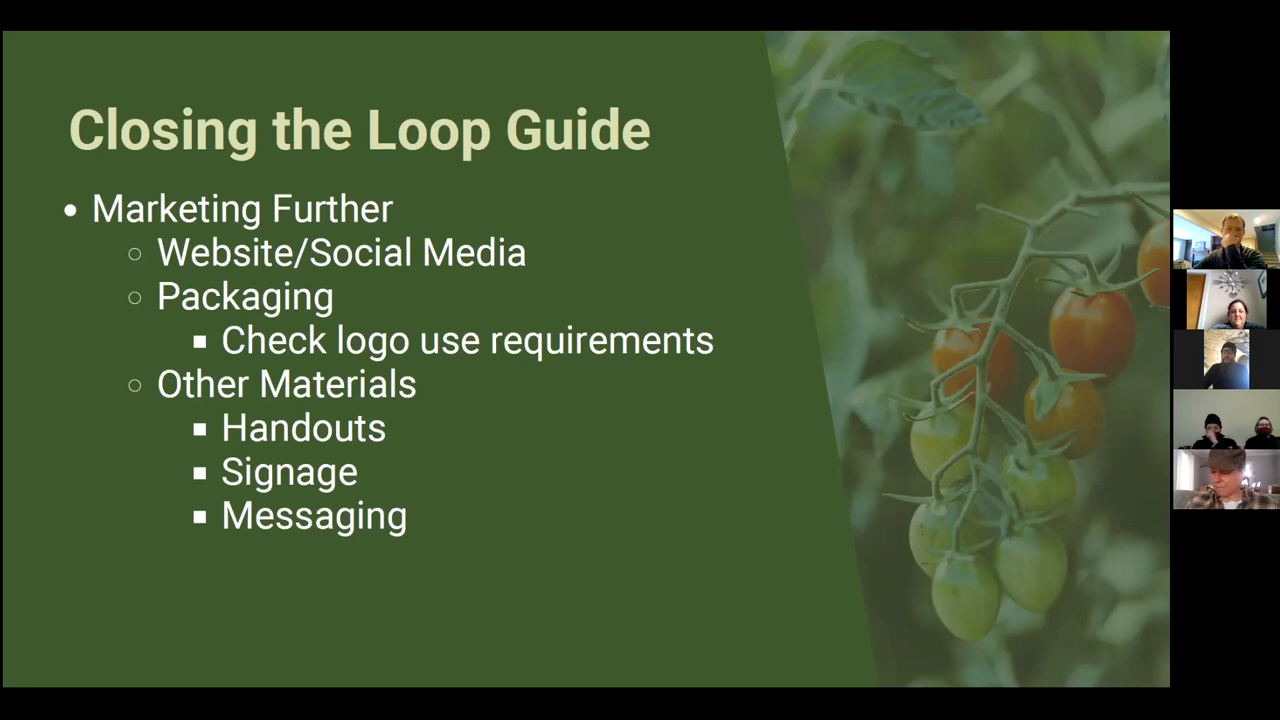 Closing the Loop Guide
Marketing Further
Website/Social Media
Packaging
Check logo use requirements
Other Materials
Handouts
Signage
Messaging